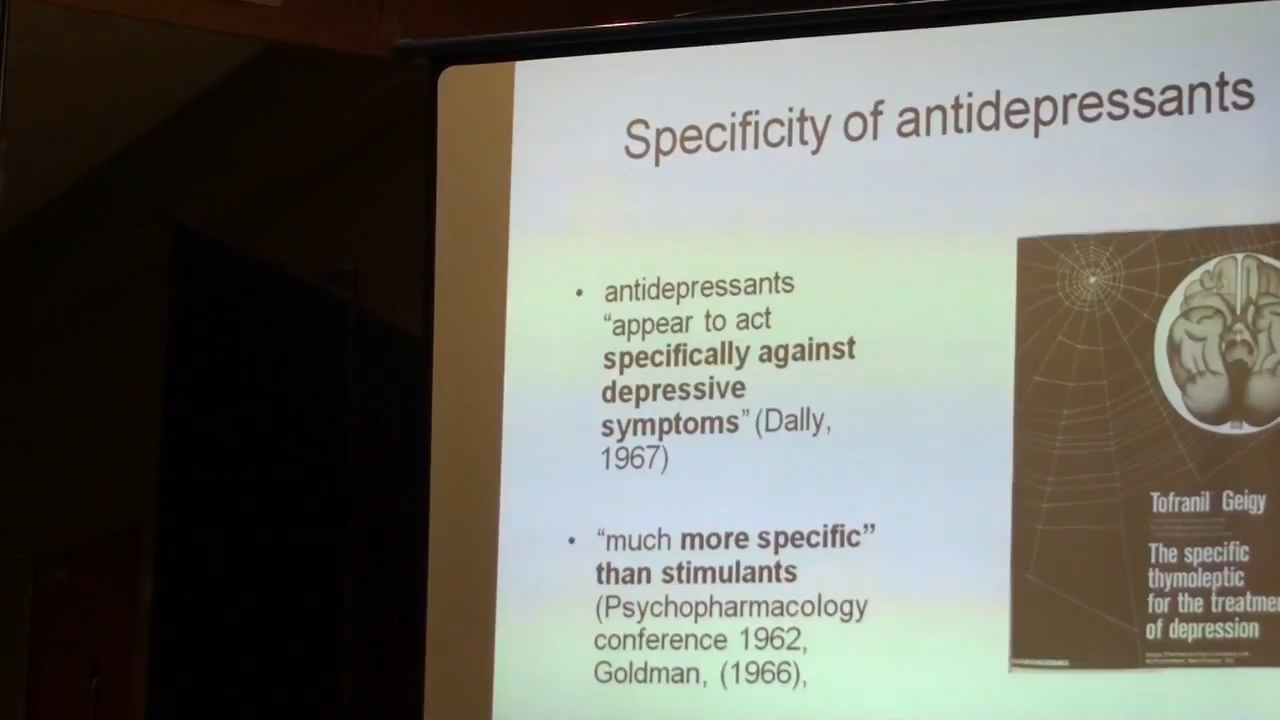 Specificity of antidepressants
• antidepressants
“appear to act
specifically against
depressive
symptoms” (Dally,
1967)
• “much more specific”
than stimulants
(Psychopharmacology
conference 1962,
Goldman, (1966),
Tofranil Geigy
The specific
thymoleptic
for the treatme
of depression